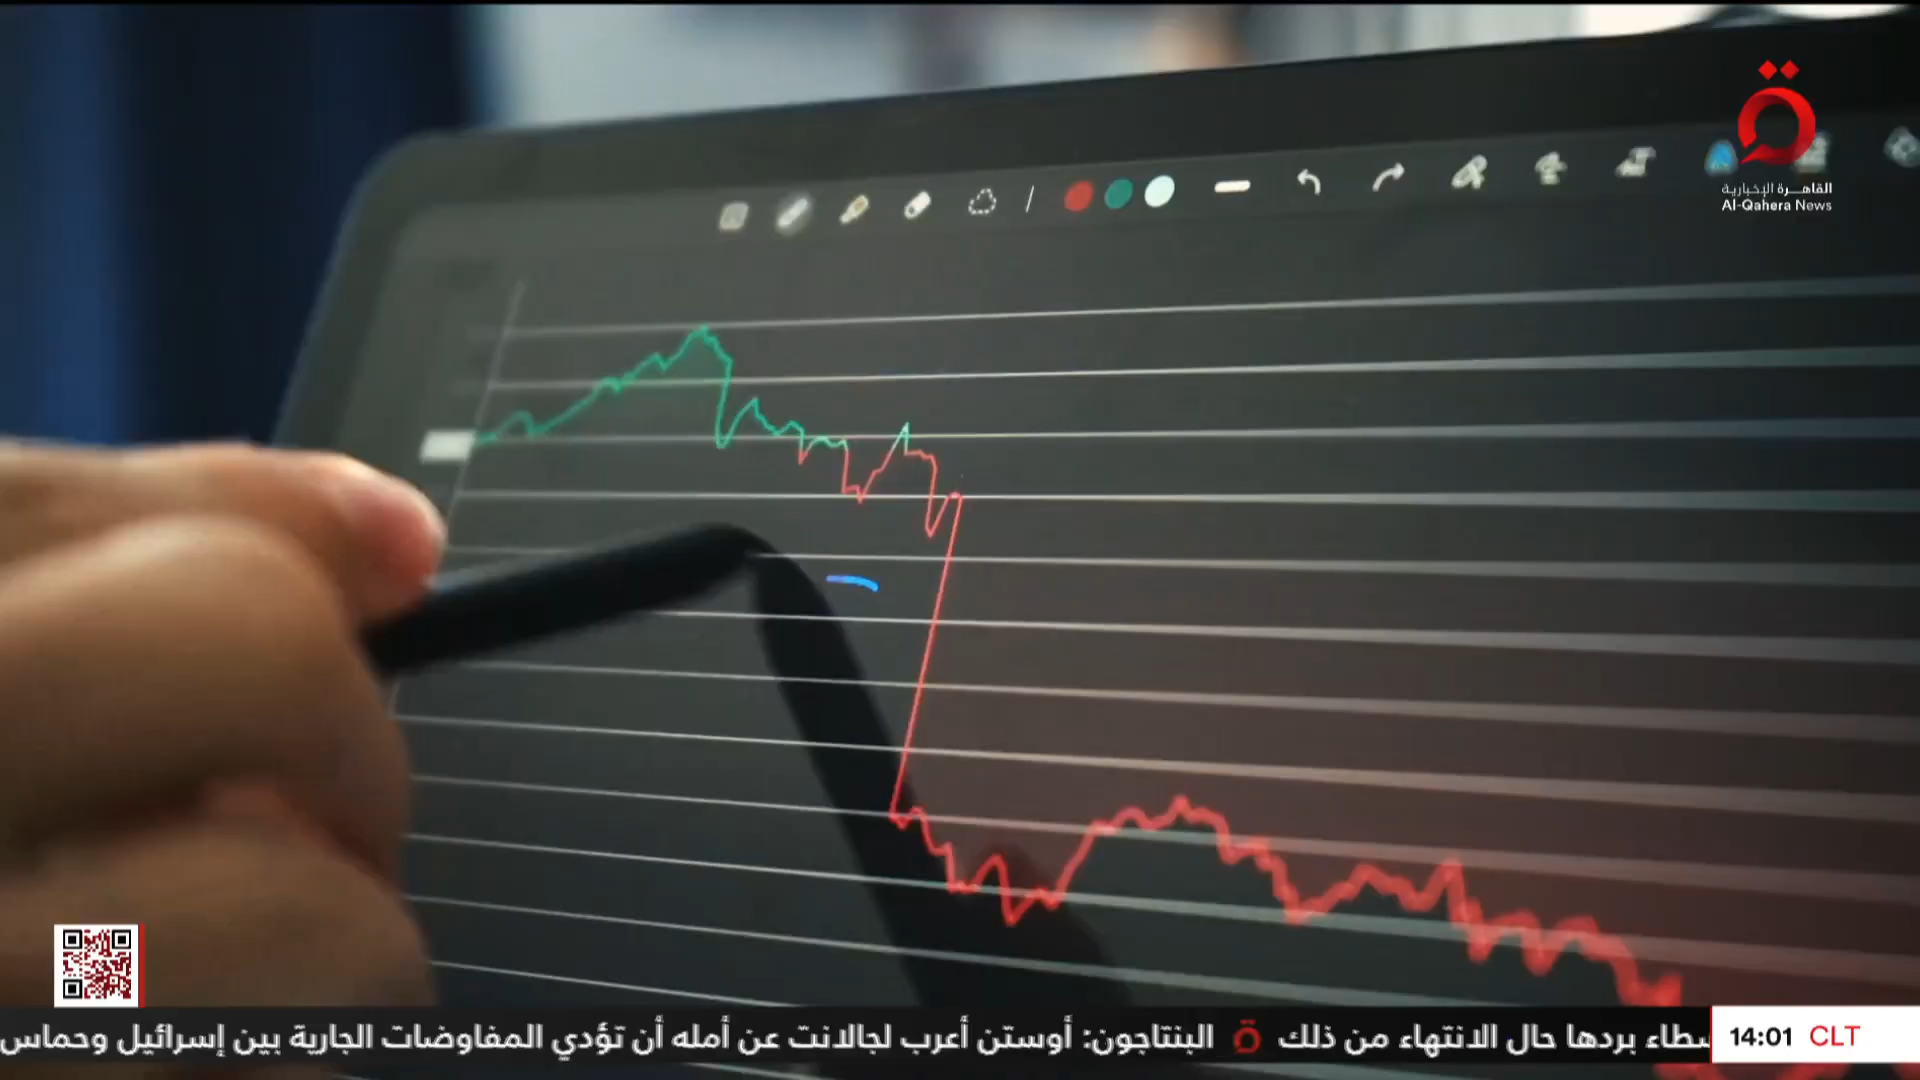 القاهرة الإخبارية
Al-Qahera News
بردها حال الانتهاء من ذلك
البنتاجون: أوستن أعرب لجالانت عن أمله أن تؤدي المفاوضات الجارية بين إسرائيل وحماس
14:01 CLT